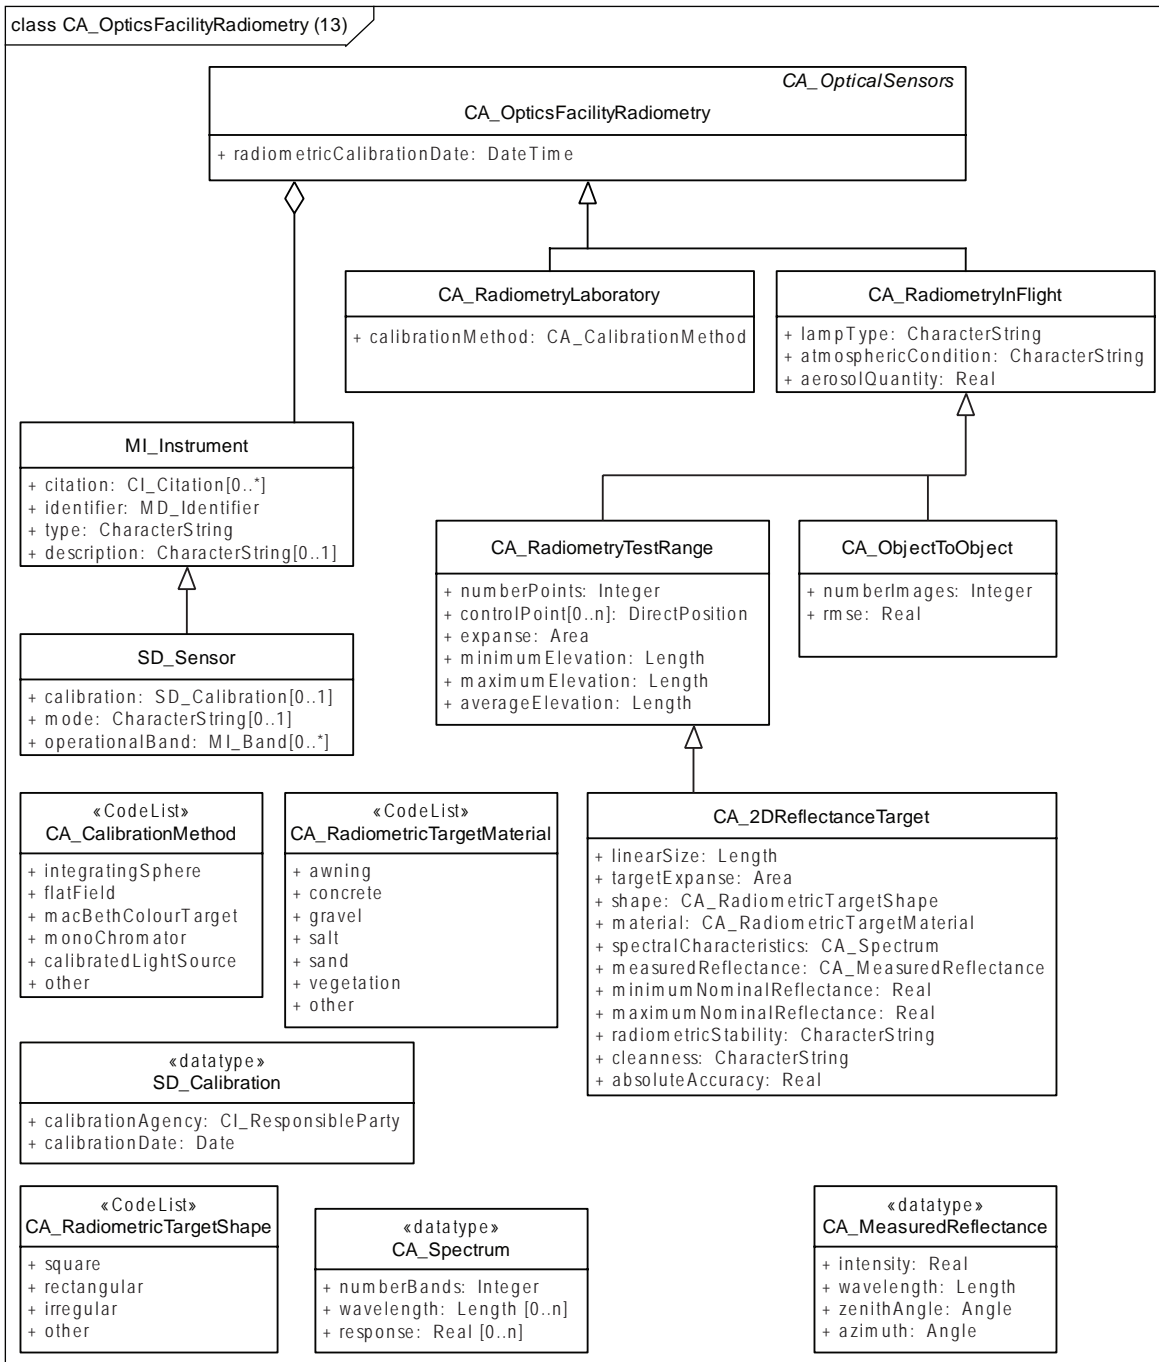 class CA_OpticsFacilityRadiometry (13)
CA_OpticalSensors
CA_OpticsFacilityRadiometry
+ radiometricCalibrationDate: DateTime
CA_RadiometryLaboratory
+ calibrationMethod: CA_CalibrationMethod
CA_RadiometryInFlight
+ lampType: CharacterString
+ atmosphericCondition: CharacterString
+ aerosolQuantity: Real
MI_Instrument
+ citation: CI_Citation[0..*]
+ identifier: MD_Identifier
+ type: CharacterString
+ description: CharacterString[0..1]
CA_RadiometryTestRange
+ numberPoints: Integer
+ controlPoint[0..n]: DirectPosition
+ expanse: Area
+ minimumElevation: Length
+ maximumElevation: Length
+ averageElevation: Length
CA_ObjectToObject
+ numberImages: Integer
+ rmse: Real
SD_Sensor
+ calibration: SD_Calibration[0..1]
+ mode: CharacterString[0..1]
+ operationalBand: MI_Band[0..*]
«CodeList»
CA_CalibrationMethod
+ integratingSphere
+ flatField
+ macBethColourTarget
+ monoChromator
+ calibratedLightSource
+ other
«CodeList»
CA_RadiometricTargetMaterial
+ awning
+ concrete
+ gravel
+ salt
+ sand
+ vegetation
+ other
CA_2DReflectanceTarget
+ linearSize: Length
+ targetExpanse: Area
+ shape: CA_RadiometricTargetShape
+ material: CA_RadiometricTargetMaterial
+ spectralCharacteristics: CA_Spectrum
+ measuredReflectance: CA_MeasuredReflectance
+ minimumNominalReflectance: Real
+ maximumNominalReflectance: Real
+ radiometricStability: CharacterString
+ cleanness: CharacterString
+ absoluteAccuracy: Real
«datatype»
SD_Calibration
+ calibrationAgency: CI_ResponsibleParty
+ calibrationDate: Date
«CodeList»
CA_RadiometricTargetShape
+ square
+ rectangular
+ irregular
+ other
«datatype»
CA_Spectrum
+ numberBands: Integer
+ wavelength: Length [0..n]
+ response: Real [0..n]
«datatype»
CA_MeasuredReflectance
+ intensity: Real
+ wavelength: Length
+ zenithAngle: Angle
+ azimuth: Angle